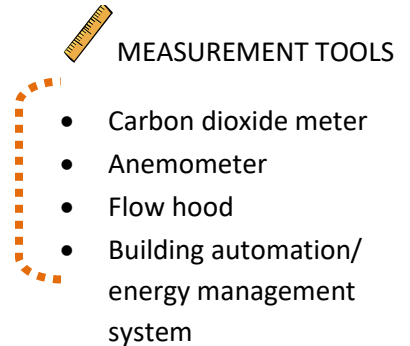 MEASUREMENT TOOLS
• Carbon dioxide meter
• Anemometer
• Flow hood
• Building automation/
energy management
system